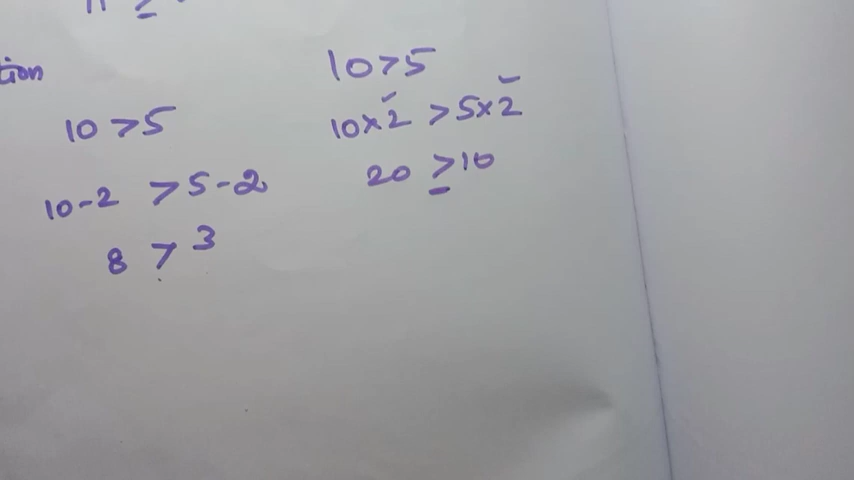 tion
10 > 5
10 - 2 > 5 - 2
8 > 3
10 > 5
10 × 2 > 5 × 2
20 > 10